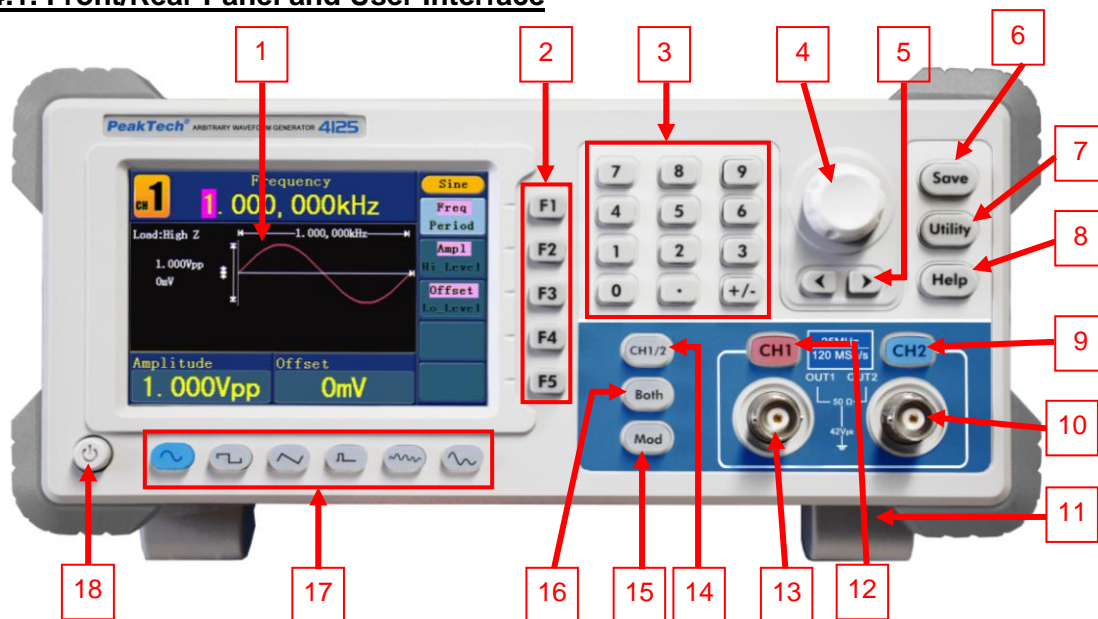 4.1. Front/Rear Panel and User Interface
1 2 3 4 5 6
7
8
9
10
11
PeakTech® ARBITRARY WAVEFORM GENERATOR 4125
CH 1
Frequency
1.000,000kHz
Sine
Freq
Period
Load:High Z
1.000,000kHz
1.000Vpp
0mV
Ampl
Hi_Level
Offset
Lo_Level
Amplitude
1.000Vpp
Offset
0mV
F1
F2
F3
F4
F5
7 8 9
4 5 6
1 2 3
0 . +/-
Save
Utility
Help
CH1/2
Both
Mod
CH1
25MHz
120 MSa/s
CH2
OUT1 OUT2
50 Ω
42Vpk
18 17 16 15 14 13 12